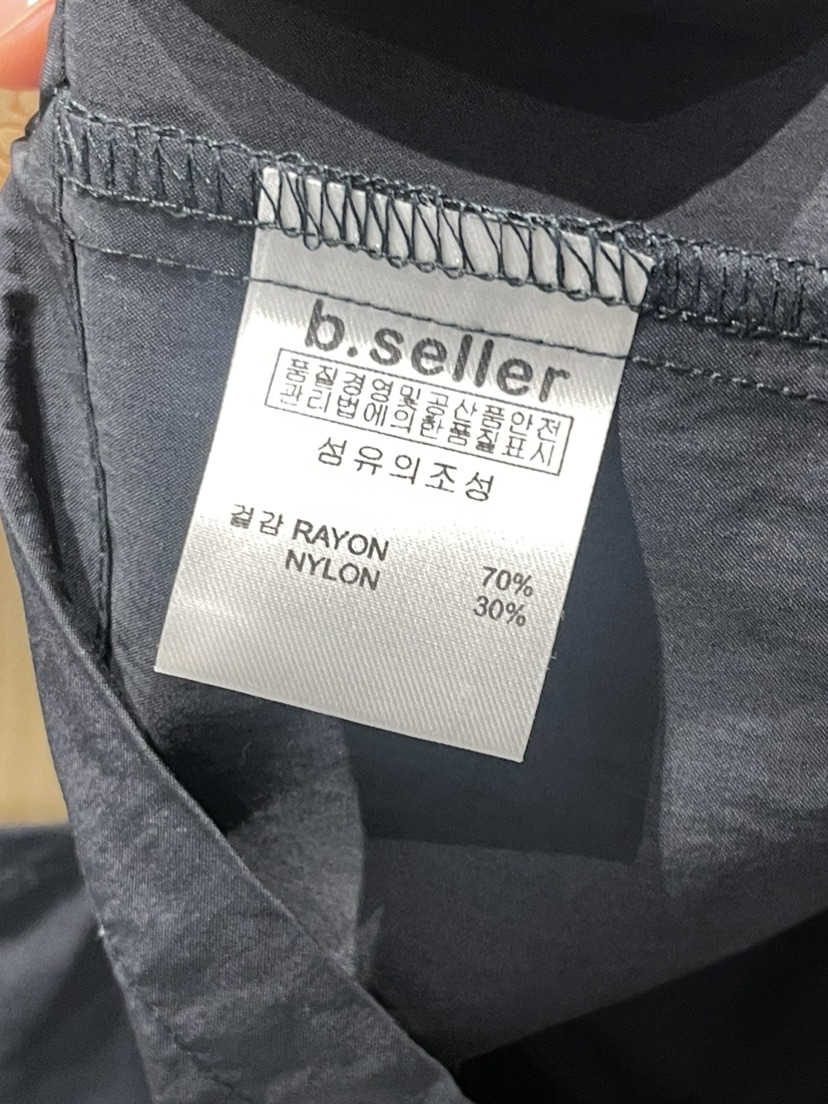 b.seller
품질경영및공산품안전
관리법에의한품질표시
섬유의조성
겉감 RAYON 70%
NYLON 30%